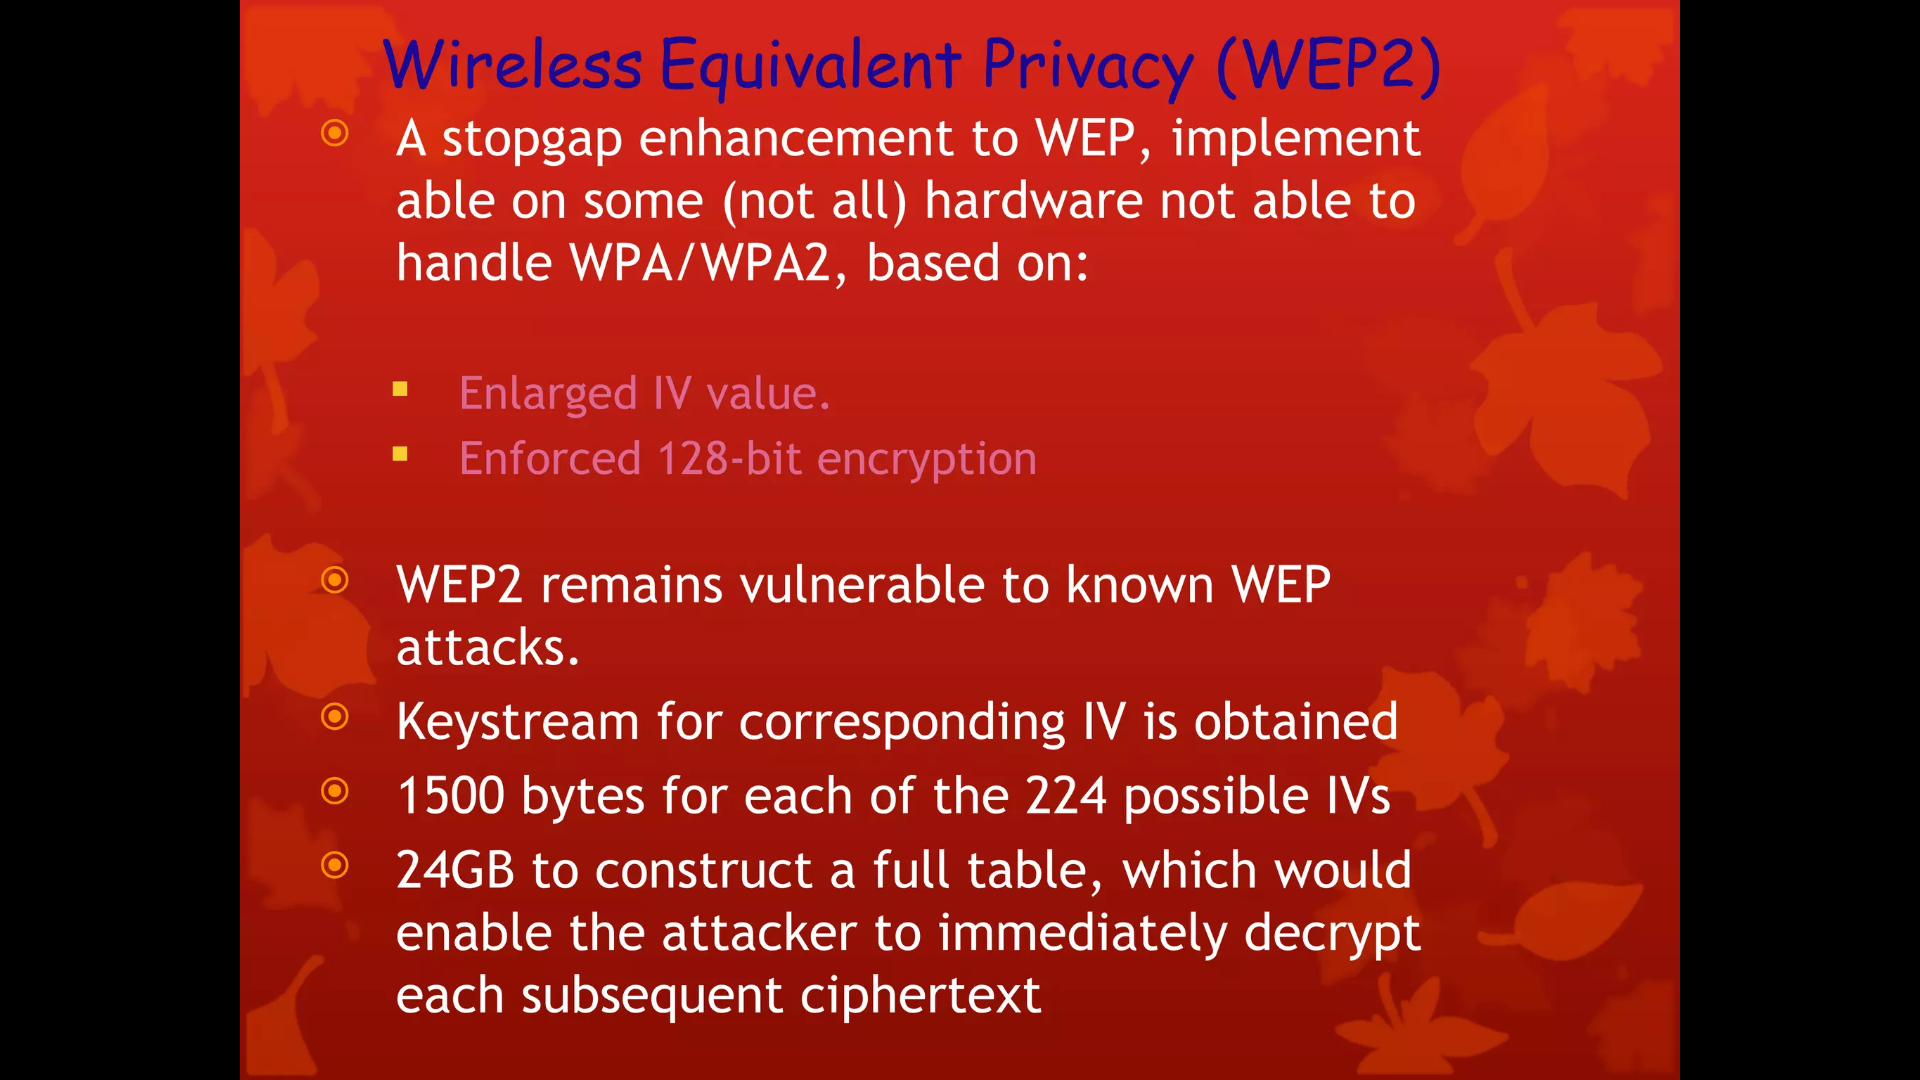 Wireless Equivalent Privacy (WEP2)
A stopgap enhancement to WEP, implement
able on some (not all) hardware not able to
handle WPA/WPA2, based on:
Enlarged IV value.
Enforced 128-bit encryption
WEP2 remains vulnerable to known WEP
attacks.
Keystream for corresponding IV is obtained
1500 bytes for each of the 224 possible IVs
24GB to construct a full table, which would
enable the attacker to immediately decrypt
each subsequent ciphertext